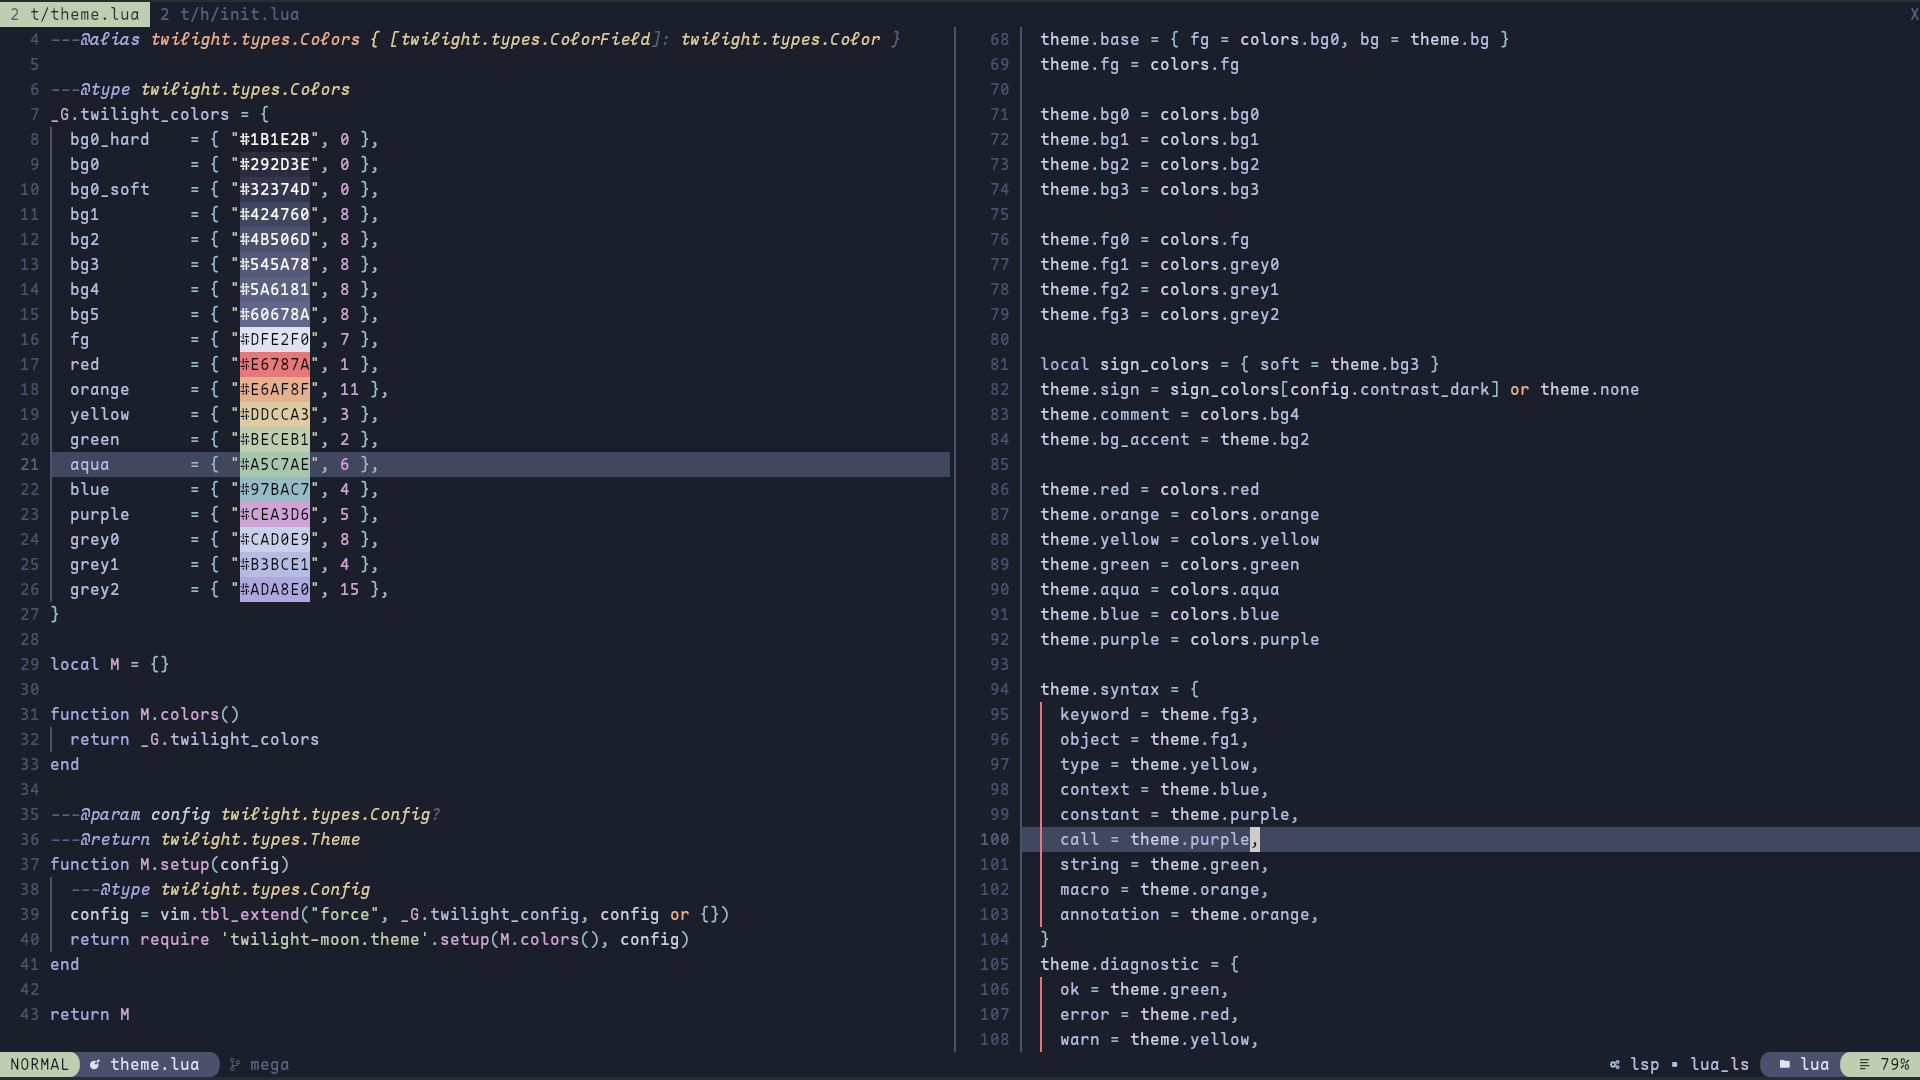 2 t/theme.lua 2 t/h/init.lua X
4 ---@alias twilight.types.Colors { [twilight.types.ColorField]: twilight.types.Color }
5
6 ---@type twilight.types.Colors
7 _G.twilight_colors = {
8 bg0_hard = { "#1B1E2B", 0 },
9 bg0 = { "#292D3E", 0 },
10 bg0_soft = { "#32374D", 0 },
11 bg1 = { "#424760", 8 },
12 bg2 = { "#4B506D", 8 },
13 bg3 = { "#545A78", 8 },
14 bg4 = { "#5A6181", 8 },
15 bg5 = { "#60678A", 8 },
16 fg = { "#DFE2F0", 7 },
17 red = { "#E6787A", 1 },
18 orange = { "#E6AF8F", 11 },
19 yellow = { "#DDCCA3", 3 },
20 green = { "#BECEB1", 2 },
21 aqua = { "#A5C7AE", 6 },
22 blue = { "#97BAC7", 4 },
23 purple = { "#CEA3D6", 5 },
24 grey0 = { "#CAD0E9", 8 },
25 grey1 = { "#B3BCE1", 4 },
26 grey2 = { "#ADA8E0", 15 },
27 }
28
29 local M = {}
30
31 function M.colors()
32 return _G.twilight_colors
33 end
34
35 ---@param config twilight.types.Config?
36 ---@return twilight.types.Theme
37 function M.setup(config)
38 ---@type twilight.types.Config
39 config = vim.tbl_extend("force", _G.twilight_config, config or {})
40 return require 'twilight-moon.theme'.setup(M.colors(), config)
41 end
42
43 return M
68 theme.base = { fg = colors.bg0, bg = theme.bg }
69 theme.fg = colors.fg
70
71 theme.bg0 = colors.bg0
72 theme.bg1 = colors.bg1
73 theme.bg2 = colors.bg2
74 theme.bg3 = colors.bg3
75
76 theme.fg0 = colors.fg
77 theme.fg1 = colors.grey0
78 theme.fg2 = colors.grey1
79 theme.fg3 = colors.grey2
80
81 local sign_colors = { soft = theme.bg3 }
82 theme.sign = sign_colors[config.contrast_dark] or theme.none
83 theme.comment = colors.bg4
84 theme.bg_accent = theme.bg2
85
86 theme.red = colors.red
87 theme.orange = colors.orange
88 theme.yellow = colors.yellow
89 theme.green = colors.green
90 theme.aqua = colors.aqua
91 theme.blue = colors.blue
92 theme.purple = colors.purple
93
94 theme.syntax = {
95 keyword = theme.fg3,
96 object = theme.fg1,
97 type = theme.yellow,
98 context = theme.blue,
99 constant = theme.purple,
100 call = theme.purple,
101 string = theme.green,
102 macro = theme.orange,
103 annotation = theme.orange,
104 }
105 theme.diagnostic = {
106 ok = theme.green,
107 error = theme.red,
108 warn = theme.yellow,
NORMAL theme.lua mega lsp ▪ lua_ls lua 79%